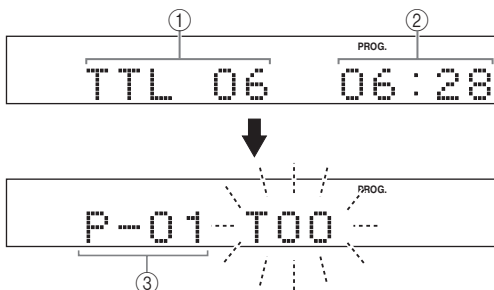 ① ②
PROG.
TTL 06 06:28
PROG.
P-01 T00
③